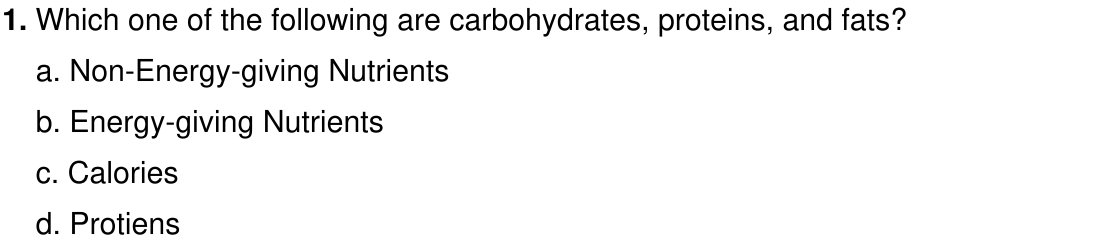 1. Which one of the following are carbohydrates, proteins, and fats?
a. Non-Energy-giving Nutrients
b. Energy-giving Nutrients
c. Calories
d. Protiens